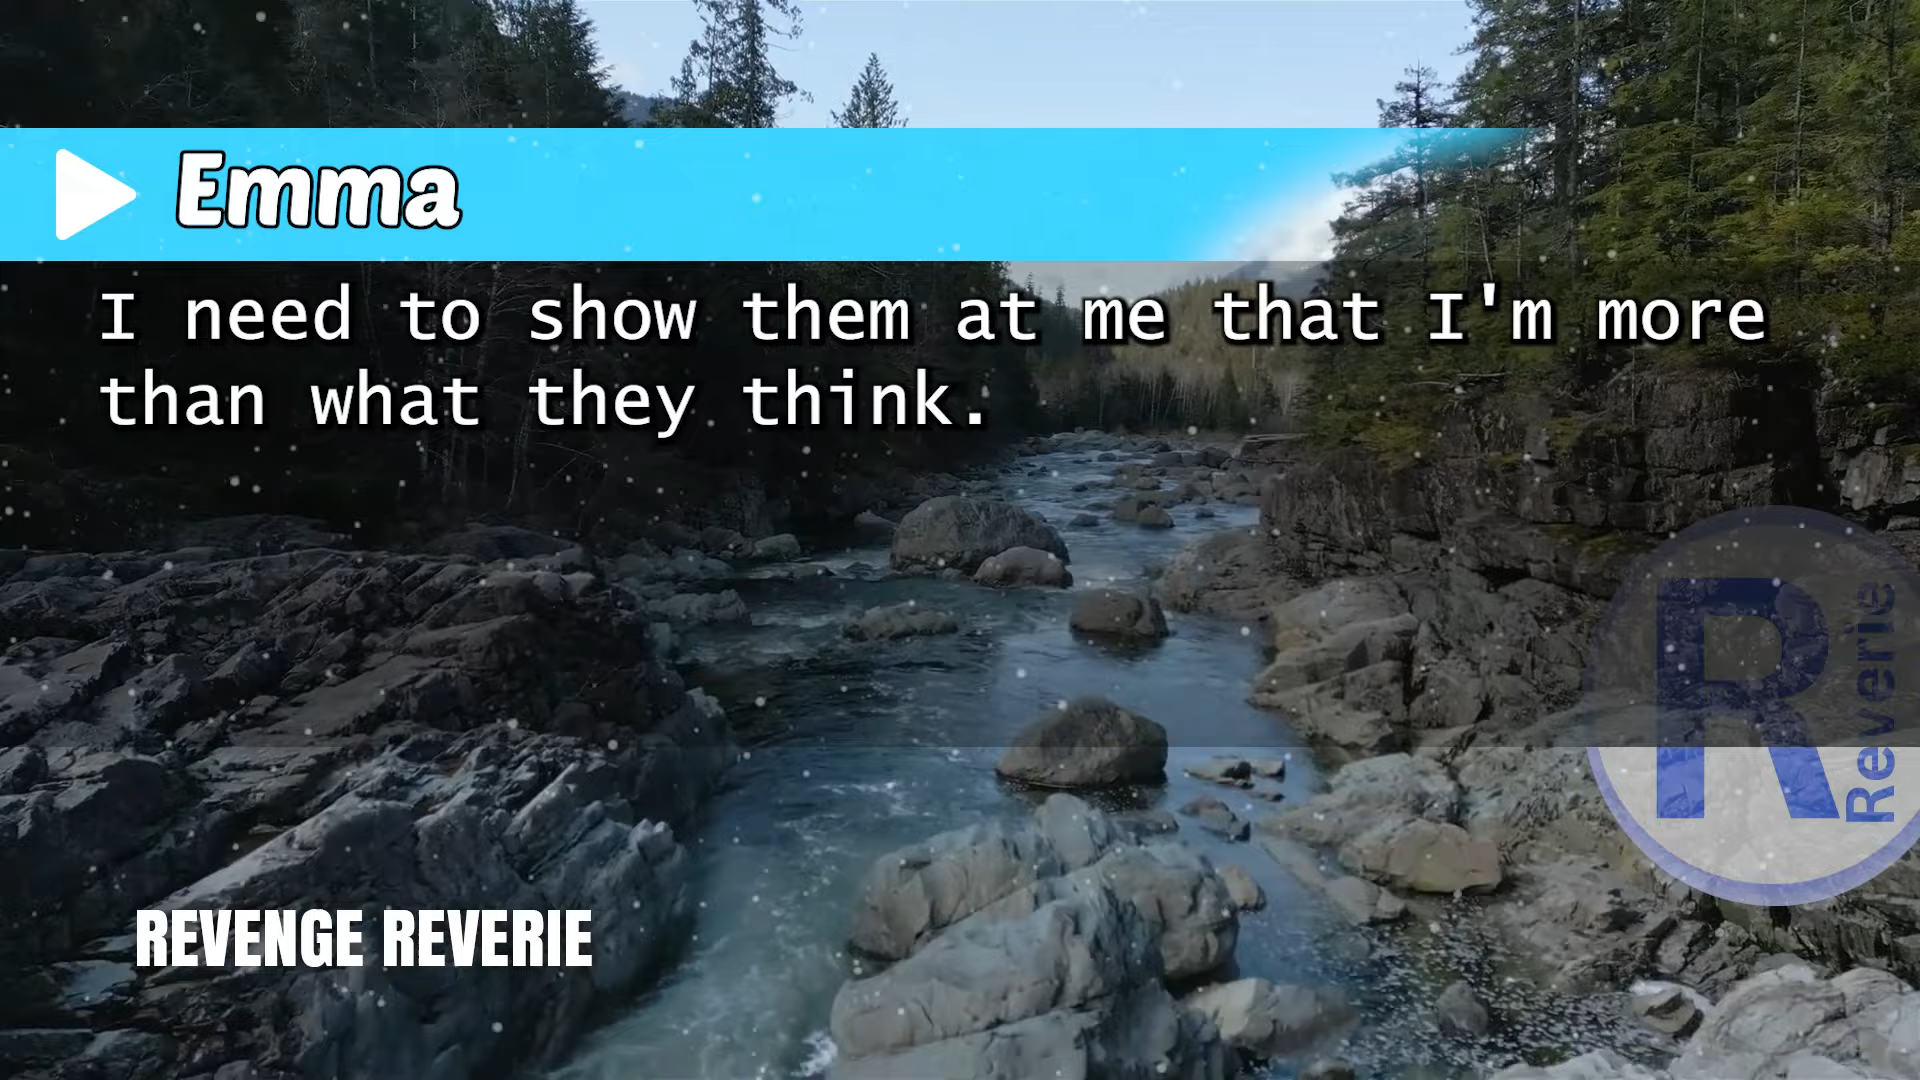 Emma
I need to show them at me that I'm more
than what they think.
R
Reverie
REVENGE REVERIE